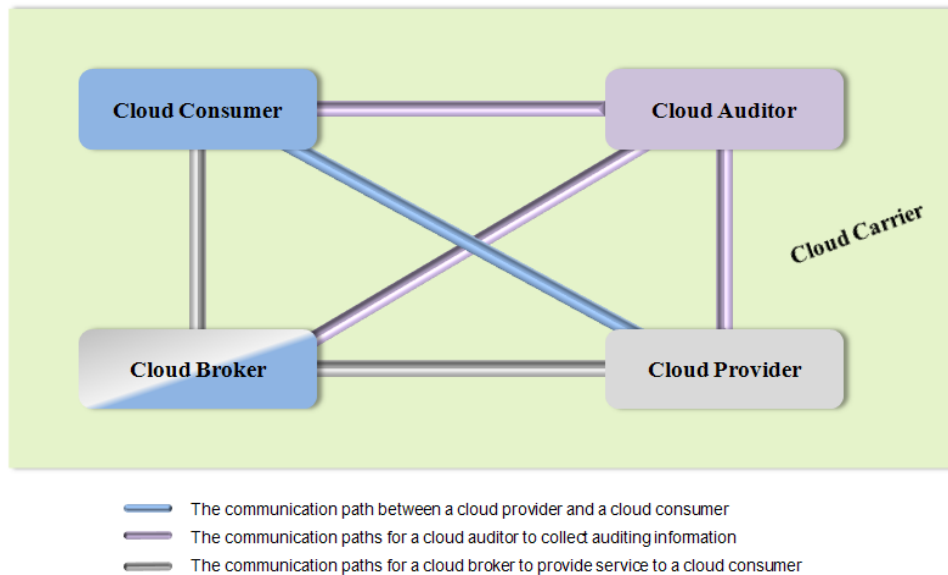 Cloud Consumer
Cloud Auditor
Cloud Carrier
Cloud Broker
Cloud Provider
The communication path between a cloud provider and a cloud consumer
The communication paths for a cloud auditor to collect auditing information
The communication paths for a cloud broker to provide service to a cloud consumer